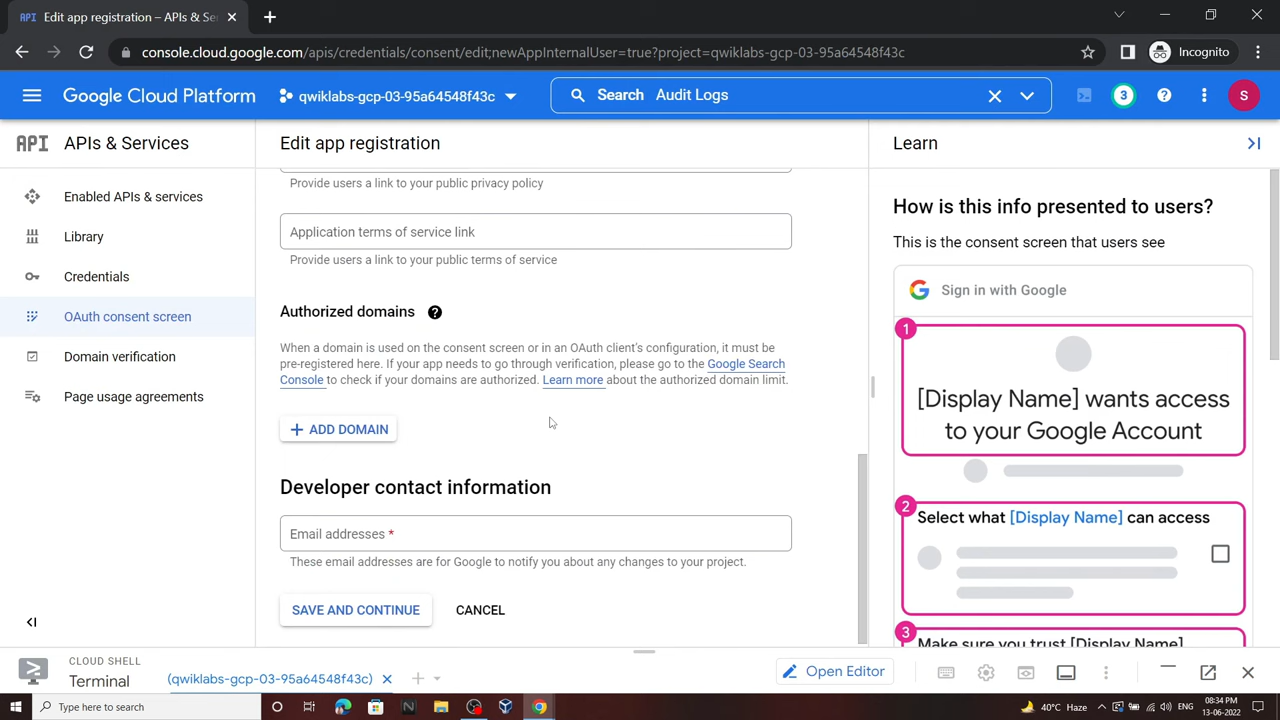 API Edit app registration – APIs & Se
console.cloud.google.com/apis/credentials/consent/edit;newAppInternalUser=true?project=qwiklabs-gcp-03-95a64548f43c
Incognito
Google Cloud Platform
qwiklabs-gcp-03-95a64548f43c
Search Audit Logs
3
S
API APIs & Services
Enabled APIs & services
Library
Credentials
OAuth consent screen
Domain verification
Page usage agreements
Edit app registration
Provide users a link to your public privacy policy
Application terms of service link
Provide users a link to your public terms of service
Authorized domains
When a domain is used on the consent screen or in an OAuth client's configuration, it must be
pre-registered here. If your app needs to go through verification, please go to the Google Search
Console to check if your domains are authorized. Learn more about the authorized domain limit.
+ ADD DOMAIN
Developer contact information
Email addresses *
These email addresses are for Google to notify you about any changes to your project.
SAVE AND CONTINUE
CANCEL
Learn
How is this info presented to users?
This is the consent screen that users see
Sign in with Google
1
[Display Name] wants access
to your Google Account
2
Select what [Display Name] can access
3
Make sure you trust [Display Name]
CLOUD SHELL
Terminal
(qwiklabs-gcp-03-95a64548f43c)
Open Editor
Type here to search
40°C Haze
ENG
08:34 PM
13-06-2022